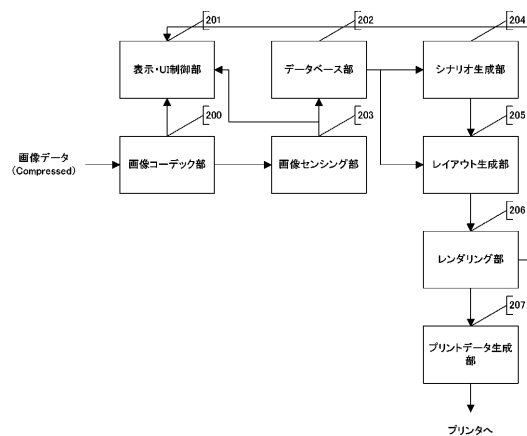 201
202
204
表示・UI制御部
データベース部
シナリオ生成部
200
203
205
画像データ
(Compressed)
画像コーデック部
画像センシング部
レイアウト生成部
206
レンダリング部
207
プリントデータ生成
部
プリンタへ